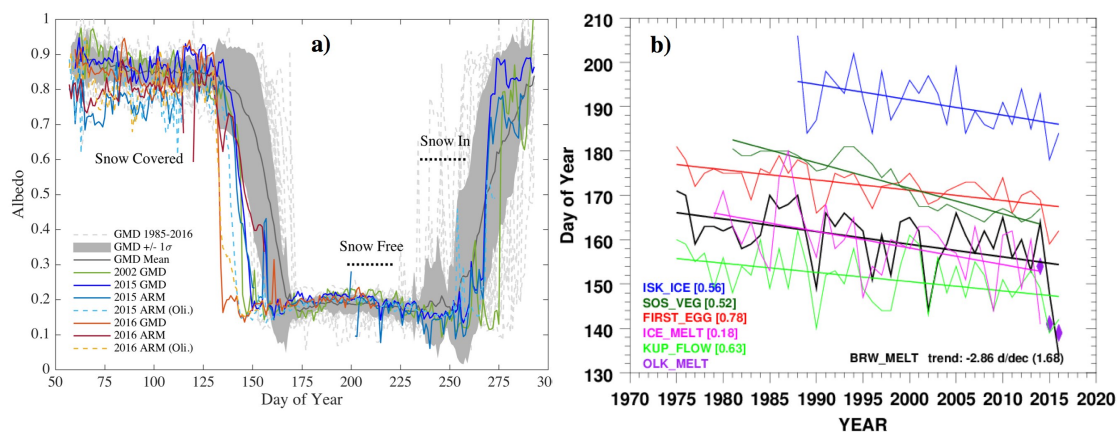 a)
1
0.9
0.8
0.7
0.6
0.5
0.4
0.3
0.2
0.1
0
Albedo
Snow Covered
Snow In
Snow Free
GMD 1985-2016
GMD +/- 1σ
GMD Mean
2002 GMD
2015 GMD
2015 ARM
2015 ARM (Oli.)
2016 GMD
2016 ARM
2016 ARM (Oli.)
50 75 100 125 150 175 200 225 250 275 30
Day of Year
b)
210
200
190
180
170
160
150
140
130
Day of Year
ISK_ICE [0.56]
SOS_VEG [0.52]
FIRST_EGG [0.78]
ICE_MELT [0.18]
KUP_FLOW [0.63]
OLK_MELT
BRW_MELT trend: -2.86 d/dec (1.68)
1970 1975 1980 1985 1990 1995 2000 2005 2010 2015 2020
YEAR